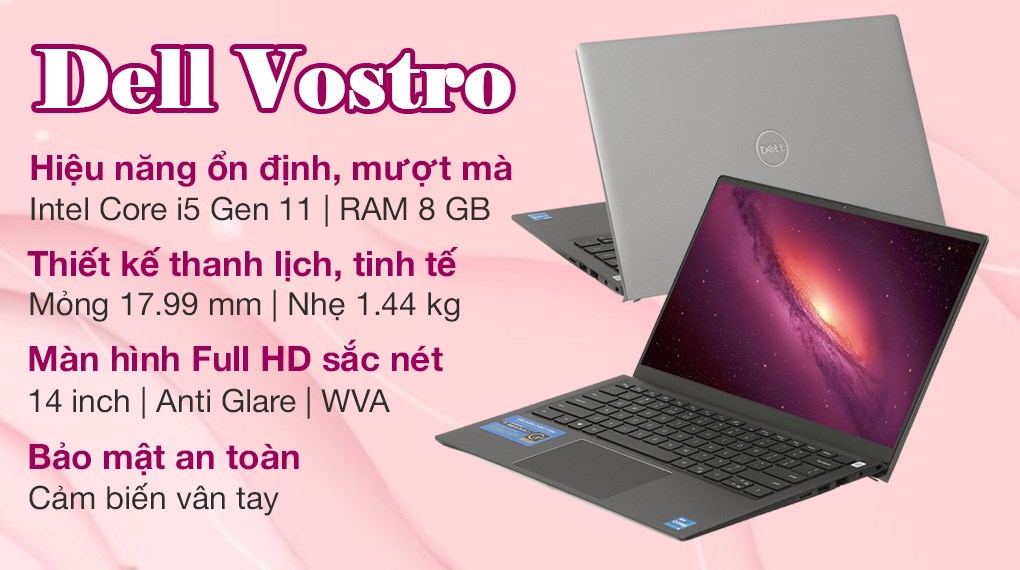 Dell Vostro
Hiệu năng ổn định, mượt mà
Intel Core i5 Gen 11 | RAM 8 GB
Thiết kế thanh lịch, tinh tế
Mỏng 17.99 mm | Nhẹ 1.44 kg
Màn hình Full HD sắc nét
14 inch | Anti Glare | WVA
Bảo mật an toàn
Cảm biến vân tay
DELL